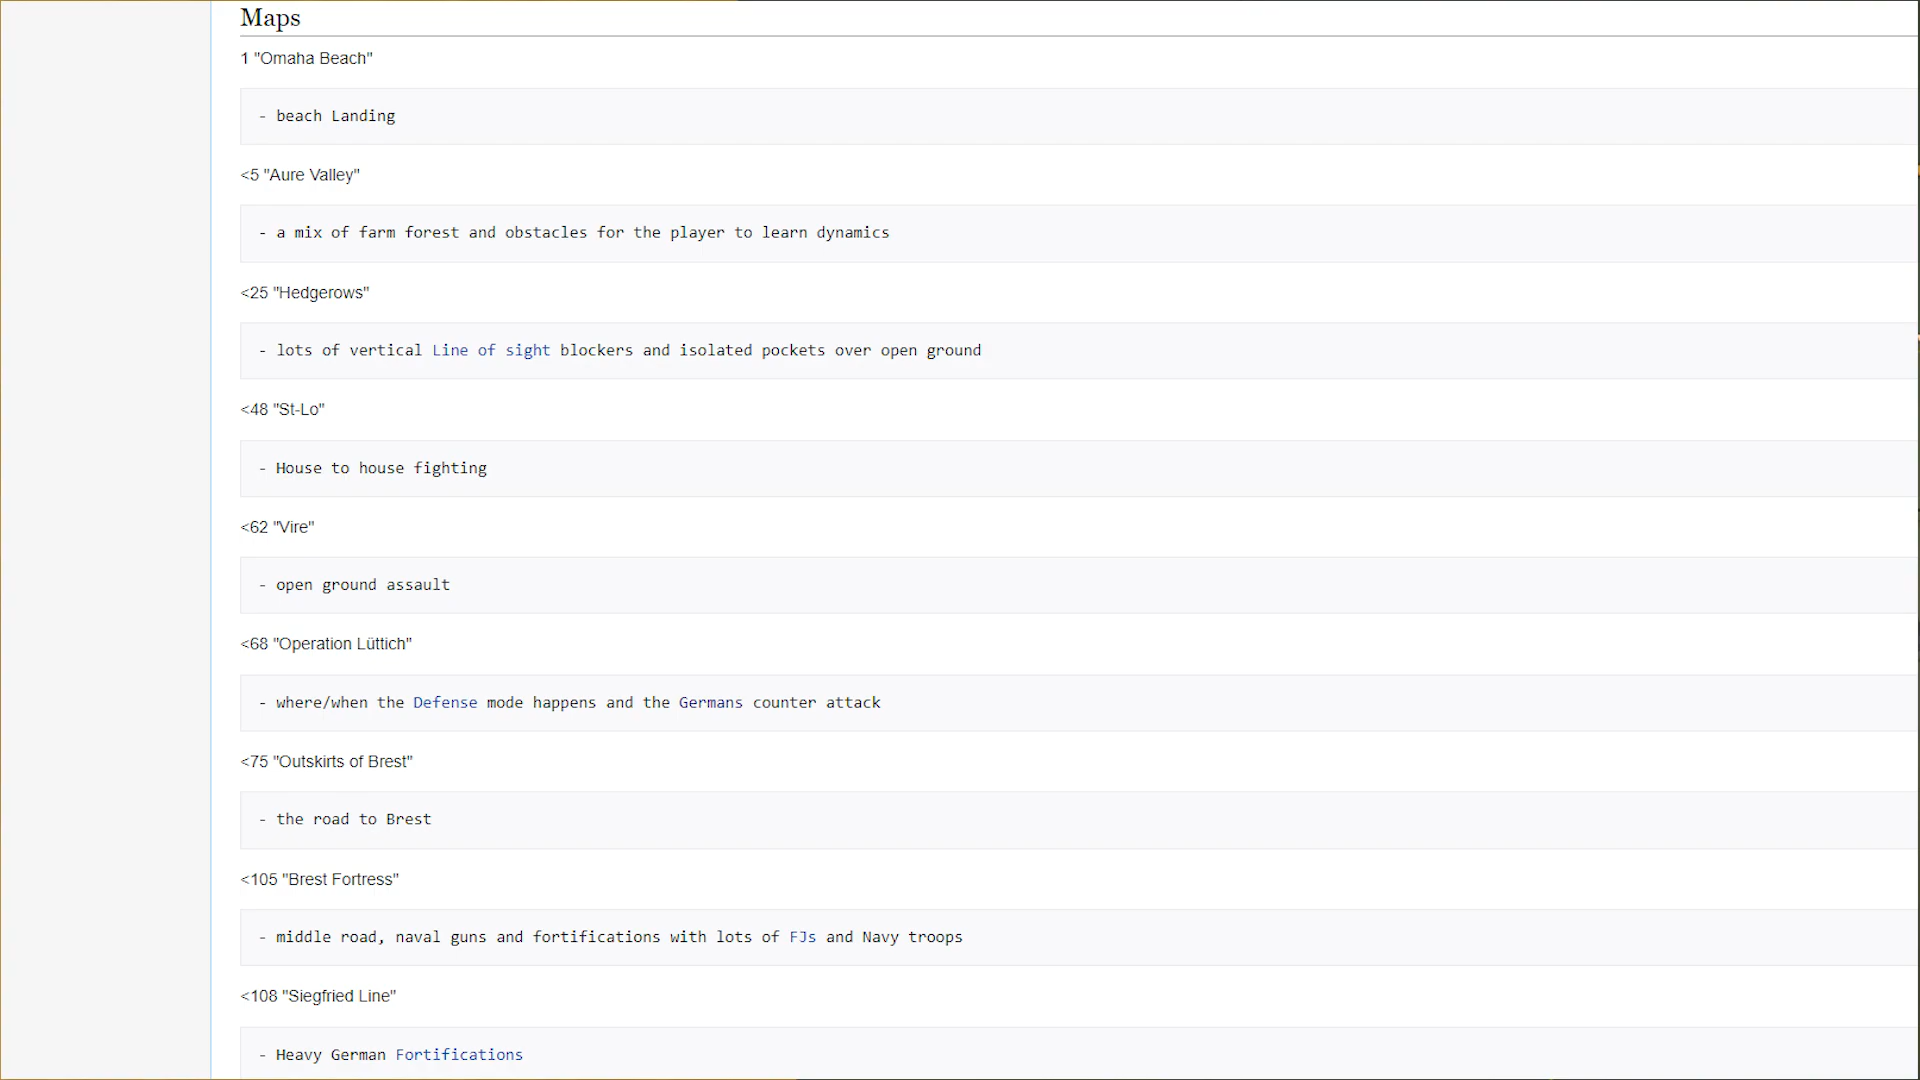 Maps
1 "Omaha Beach"
- beach Landing
<5 "Aure Valley"
- a mix of farm forest and obstacles for the player to learn dynamics
<25 "Hedgerows"
- lots of vertical Line of sight blockers and isolated pockets over open ground
<48 "St-Lo"
- House to house fighting
<62 "Vire"
- open ground assault
<68 "Operation Lüttich"
- where/when the Defense mode happens and the Germans counter attack
<75 "Outskirts of Brest"
- the road to Brest
<105 "Brest Fortress"
- middle road, naval guns and fortifications with lots of FJs and Navy troops
<108 "Siegfried Line"
- Heavy German Fortifications